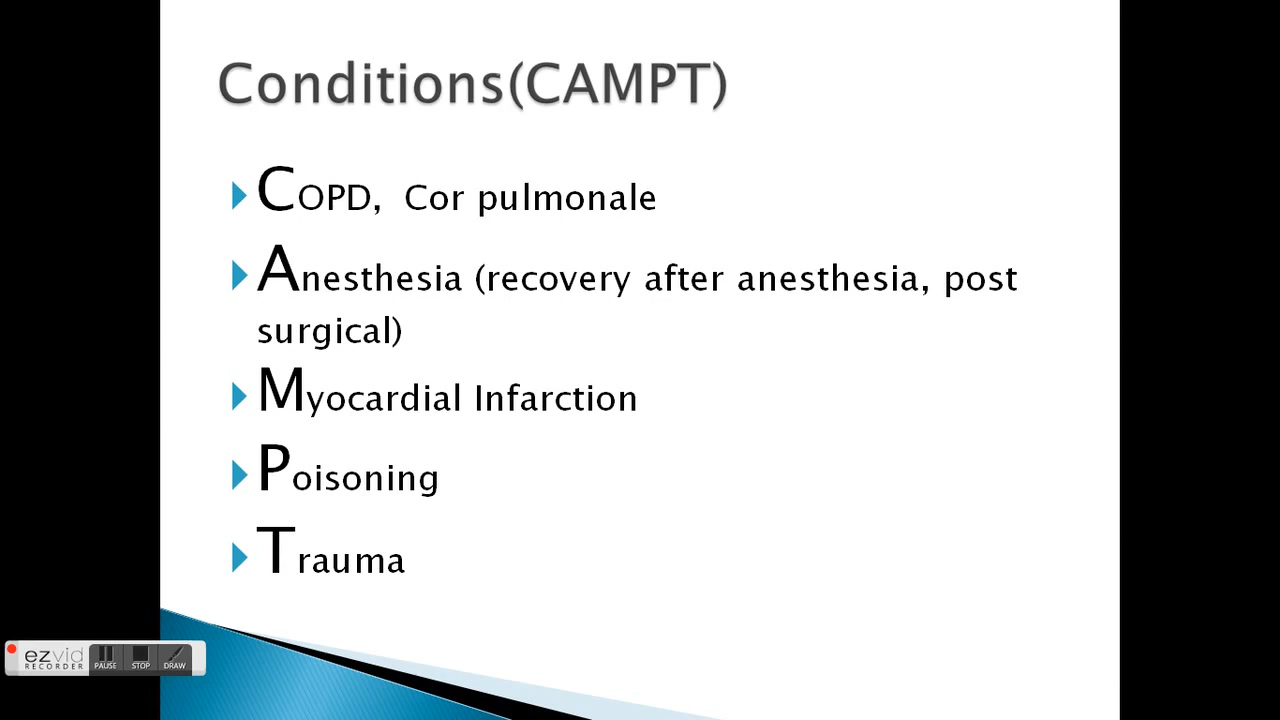 Conditions(CAMPT)
COPD, Cor pulmonale
Anesthesia (recovery after anesthesia, post
surgical)
Myocardial Infarction
Poisoning
Trauma
ezvid
RECORDER
PAUSE STOP DRAW